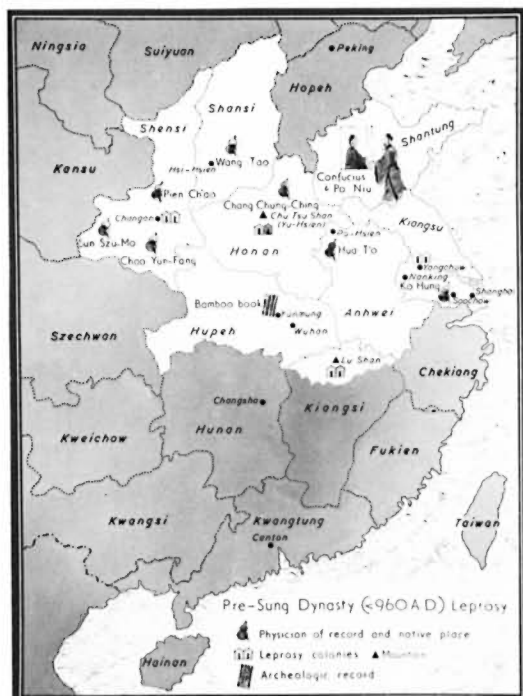 Ningsia
Suiyuan
Peking
Hopeh
Shansi
Shensi
Shantung
Kansu
Hsi-Hsien
Wang Tao
Confucius
& Po Niu
Pien Ch'ao
Chang Chung-Ching
Changan
Chu Tsu Shan
(Yu-Hsien)
Kiangsu
Sun Szu-Mo
Chao Yun-Fang
Honan
Hua T'o
Yangchow
Nanking
Ko Hung
Shanghai
Soochow
Bamboo book
Anhwei
Wuhan
Hupeh
Szechwan
Lu Shan
Chekiang
Changsha
Kiangsi
Hunan
Kweichow
Fukien
Kwangsi
Kwangtung
Taiwan
Canton
Pre-Sung Dynasty (<960 A D) Leprosy
Physician of record and native place
Leprosy colonies
Mountain
Archeologic record
Hainan